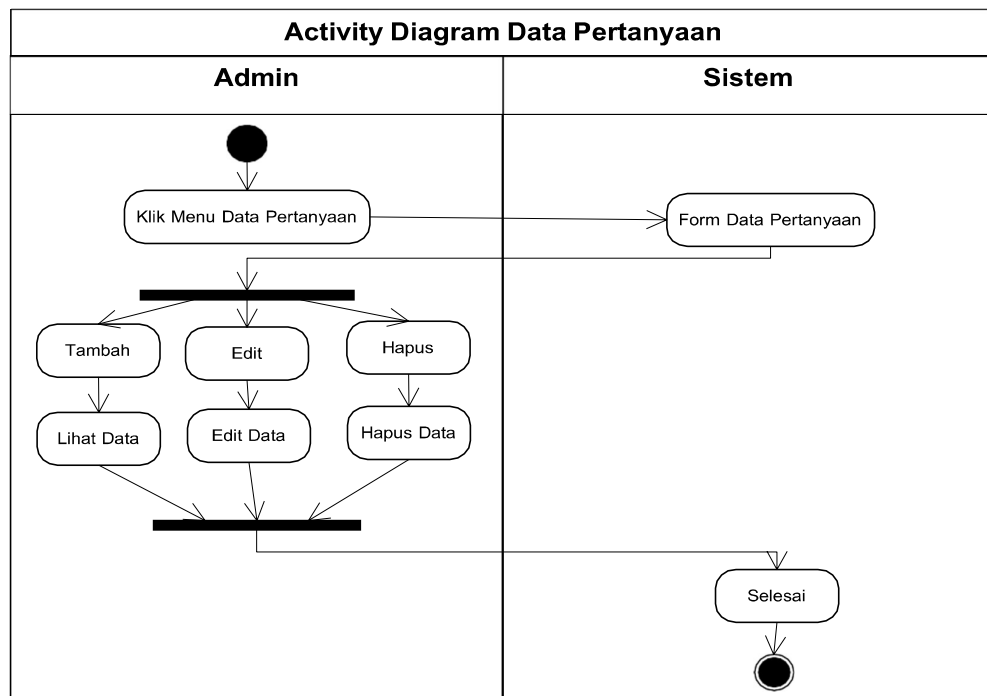 Activity Diagram Data Pertanyaan
Admin
Sistem
Klik Menu Data Pertanyaan
Form Data Pertanyaan
Tambah
Edit
Hapus
Lihat Data
Edit Data
Hapus Data
Selesai